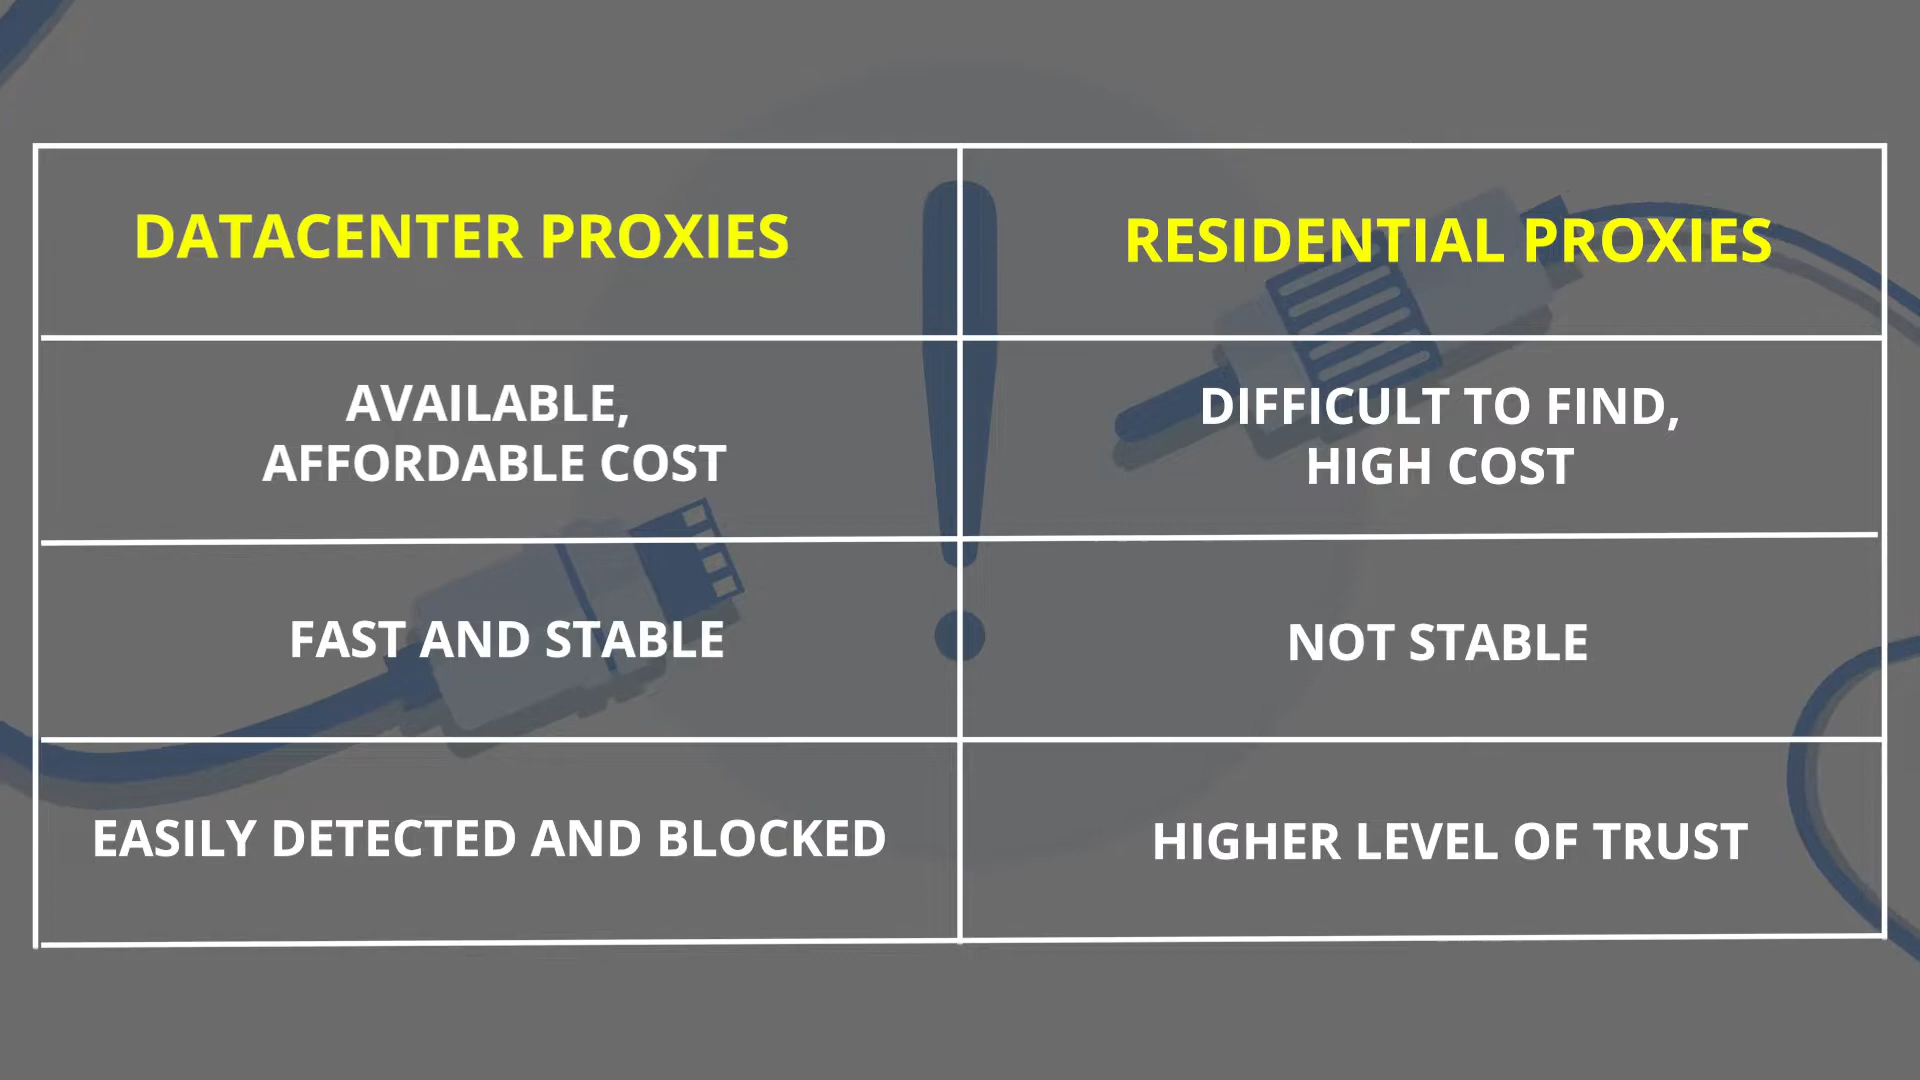 DATACENTER PROXIES
RESIDENTIAL PROXIES
AVAILABLE,
AFFORDABLE COST
DIFFICULT TO FIND,
HIGH COST
FAST AND STABLE
NOT STABLE
EASILY DETECTED AND BLOCKED
HIGHER LEVEL OF TRUST